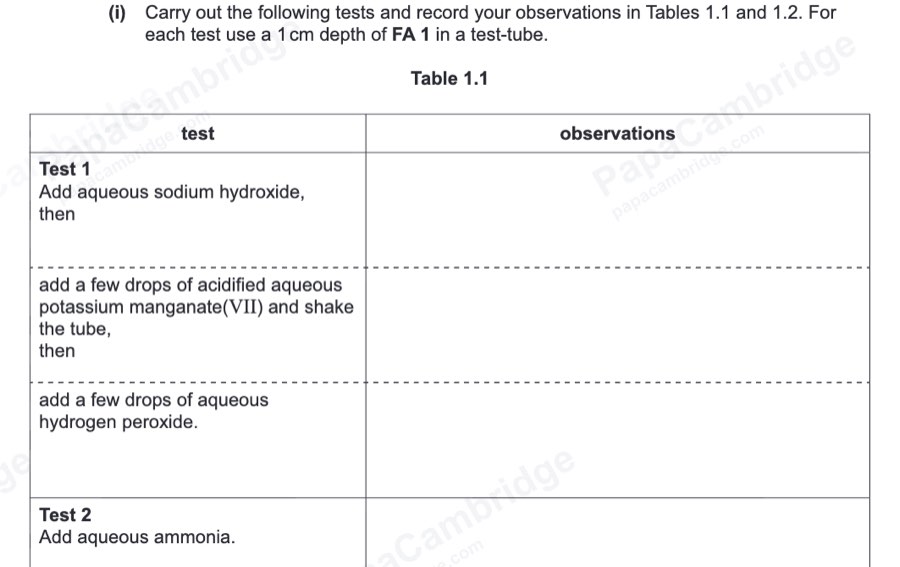 (i) Carry out the following tests and record your observations in Tables 1.1 and 1.2. For
each test use a 1 cm depth of FA 1 in a test-tube.
Table 1.1
test
observations
Test 1
Add aqueous sodium hydroxide,
then
add a few drops of acidified aqueous
potassium manganate(VII) and shake
the tube,
then
add a few drops of aqueous
hydrogen peroxide.
Test 2
Add aqueous ammonia.
PapaCambridge
papacambridge.com